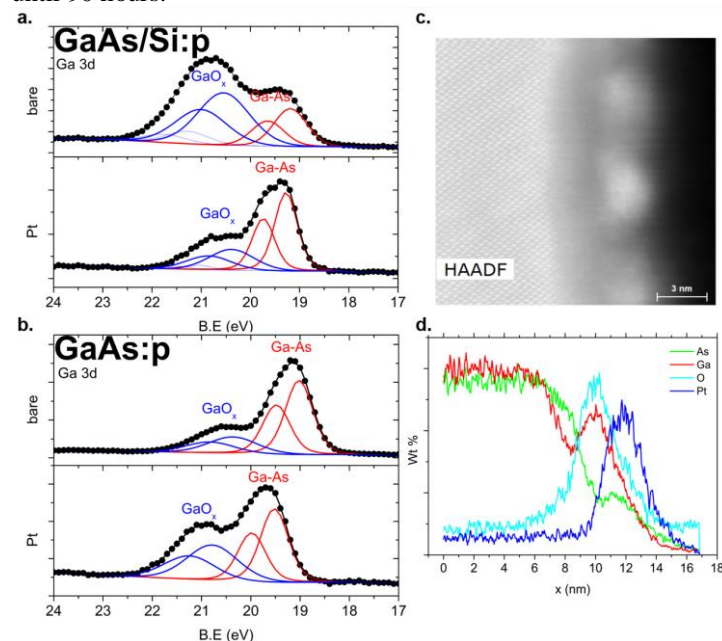 until 96 hours.
a.
GaAs/Si:p
Ga 3d
GaOx
Ga-As
bare
Ga-As
GaOx
Pt
24 23 22 21 20 19 18 17
B.E (eV)
b.
GaAs:p
Ga 3d
Ga-As
GaOx
bare
Ga-As
GaOx
Pt
24 23 22 21 20 19 18 17
B.E (eV)
c.
HAADF
3 nm
d.
As
Ga
O
Pt
Wt %
0 2 4 6 8 10 12 14 16 18
x (nm)